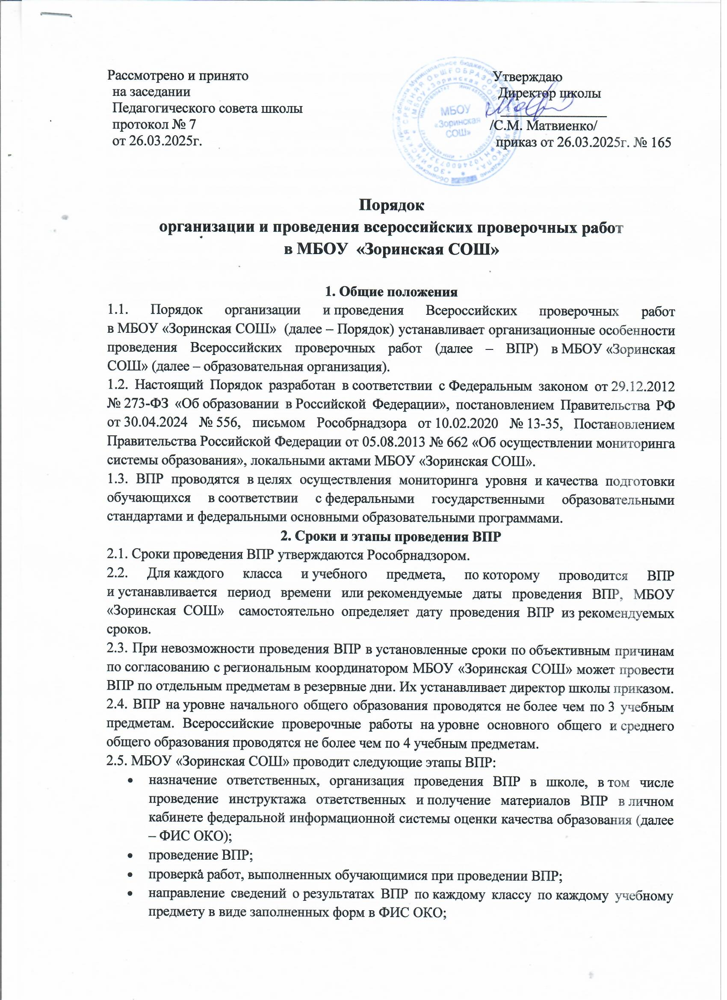 Рассмотрено и принято
на заседании
Педагогического совета школы
протокол № 7
от 26.03.2025г.
Утверждаю
Директор школы
/С.М. Матвиенко/
приказ от 26.03.2025г. № 165
МБОУ
«Зоринская
СОШ»
Порядок
организации и проведения всероссийских проверочных работ
в МБОУ «Зоринская СОШ»
1. Общие положения
1.1. Порядок организации и проведения Всероссийских проверочных работ
в МБОУ «Зоринская СОШ» (далее – Порядок) устанавливает организационные особенности
проведения Всероссийских проверочных работ (далее – ВПР) в МБОУ «Зоринская
СОШ» (далее – образовательная организация).
1.2. Настоящий Порядок разработан в соответствии с Федеральным законом от 29.12.2012
№ 273-ФЗ «Об образовании в Российской Федерации», постановлением Правительства РФ
от 30.04.2024 № 556, письмом Рособрнадзора от 10.02.2020 № 13-35, Постановлением
Правительства Российской Федерации от 05.08.2013 № 662 «Об осуществлении мониторинга
системы образования», локальными актами МБОУ «Зоринская СОШ».
1.3. ВПР проводятся в целях осуществления мониторинга уровня и качества подготовки
обучающихся в соответствии с федеральными государственными образовательными
стандартами и федеральными основными образовательными программами.
2. Сроки и этапы проведения ВПР
2.1. Сроки проведения ВПР утверждаются Рособрнадзором.
2.2. Для каждого класса и учебного предмета, по которому проводится ВПР
и устанавливается период времени или рекомендуемые даты проведения ВПР, МБОУ
«Зоринская СОШ» самостоятельно определяет дату проведения ВПР из рекомендуемых
сроков.
2.3. При невозможности проведения ВПР в установленные сроки по объективным причинам
по согласованию с региональным координатором МБОУ «Зоринская СОШ» может провести
ВПР по отдельным предметам в резервные дни. Их устанавливает директор школы приказом.
2.4. ВПР на уровне начального общего образования проводятся не более чем по 3 учебным
предметам. Всероссийские проверочные работы на уровне основного общего и среднего
общего образования проводятся не более чем по 4 учебным предметам.
2.5. МБОУ «Зоринская СОШ» проводит следующие этапы ВПР:
• назначение ответственных, организация проведения ВПР в школе, в том числе
проведение инструктажа ответственных и получение материалов ВПР в личном
кабинете федеральной информационной системы оценки качества образования (далее
– ФИС ОКО);
• проведение ВПР;
• проверка работ, выполненных обучающимися при проведении ВПР;
• направление сведений о результатах ВПР по каждому классу по каждому учебному
предмету в виде заполненных форм в ФИС ОКО;